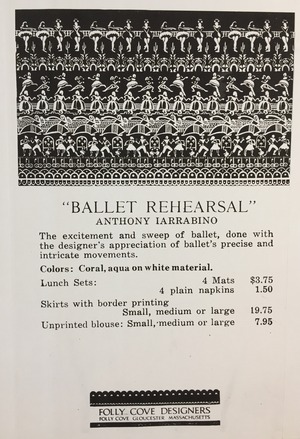 "BALLET REHEARSAL"
ANTHONY IARRABINO
The excitement and sweep of ballet, done with
the designer's appreciation of ballet's precise and
intricate movements.
Colors: Coral, aqua on white material.
Lunch Sets: 4 Mats $3.75
4 plain napkins 1.50
Skirts with border printing
Small, medium or large 19.75
Unprinted blouse: Small, medium or large 7.95
FOLLY COVE DESIGNERS
FOLLY COVE GLOUCESTER MASSACHUSETTS